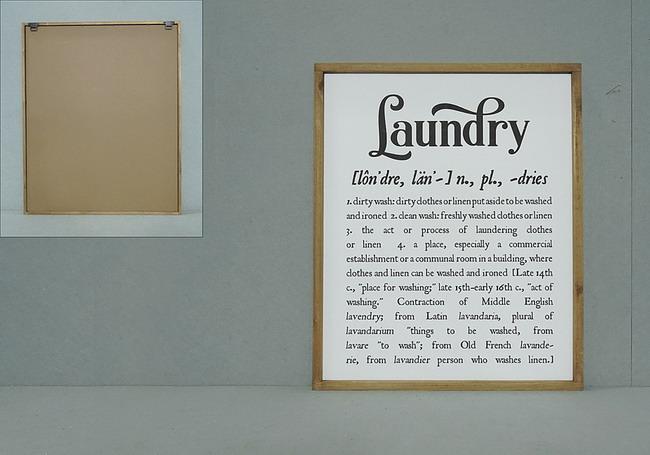 Laundry
[lôn'dre, län'-] n., pl., -dries
1. dirty wash: dirty clothes or linen put aside to be washed
and ironed 2. clean wash: freshly washed clothes or linen
3. the act or process of laundering clothes
or linen 4. a place, especially a commercial
establishment or a communal room in a building, where
clothes and linen can be washed and ironed [Late 14th
c., "place for washing;" late 15th-early 16th c., "act of
washing." Contraction of Middle English
lavendry; from Latin lavandaria, plural of
lavandarium "things to be washed, from
lavare "to wash"; from Old French lavande-
rie, from lavandier person who washes linen.]